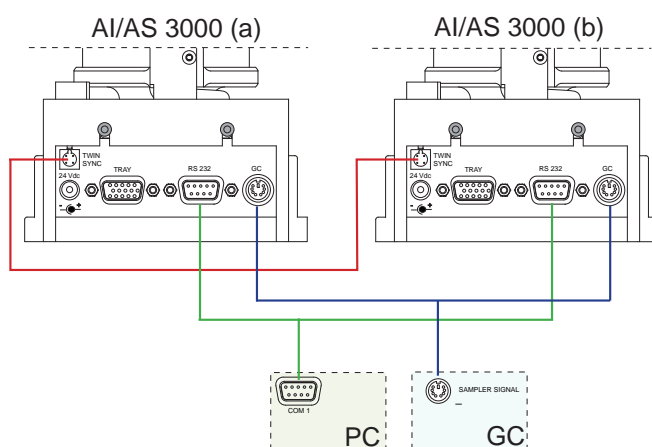 AI/AS 3000 (a)
AI/AS 3000 (b)
TWIN
SYNC
24 Vdc
TRAY
RS 232
GC
- +
TWIN
SYNC
24 Vdc
TRAY
RS 232
GC
- +
COM 1
PC
SAMPLER SIGNAL
GC